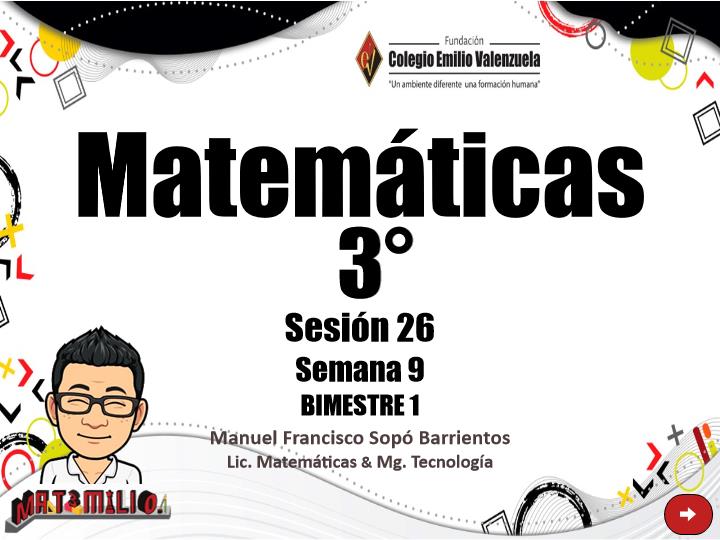 Fundación
Colegio Emilio Valenzuela
"Un ambiente diferente una formación humana"
Matemáticas
3°
Sesión 26
Semana 9
BIMESTRE 1
Manuel Francisco Sopó Barrientos
Lic. Matemáticas & Mg. Tecnología